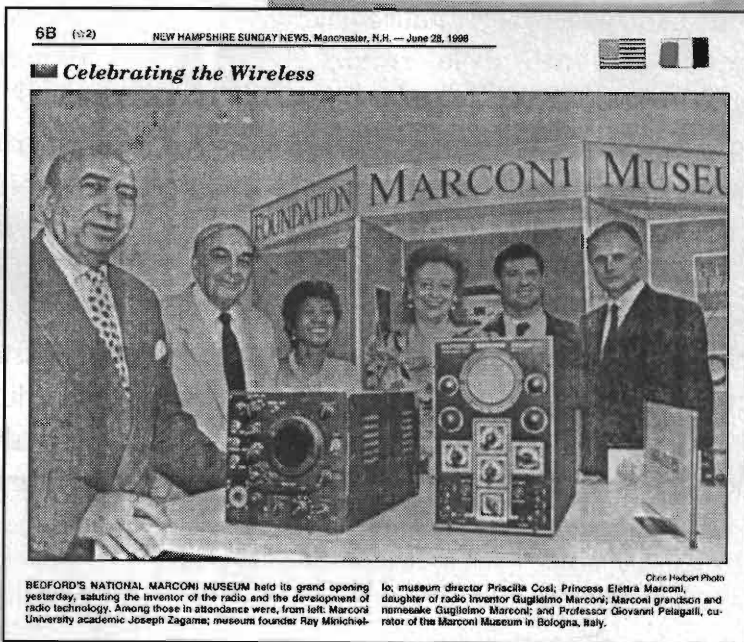 6B (☆2)
NEW HAMPSHIRE SUNDAY NEWS, Manchester, N.H. — June 28, 1998
Celebrating the Wireless
FOUNDATION
MARCONI
MUSEU
Chris Herbert Photo
BEDFORD'S NATIONAL MARCONI MUSEUM held its grand opening
yesterday, saluting the inventor of the radio and the development of
radio technology. Among those in attendance were, from left: Marconi
University academic Joseph Zagama; museum founder Ray Minichiel-
lo; museum director Priscilla Cosi; Princess Elettra Marconi,
daughter of radio inventor Guglielmo Marconi; Marconi grandson and
namesake Guglielmo Marconi; and Professor Giovanni Pelagalli, cu-
rator of the Marconi Museum in Bologna, Italy.